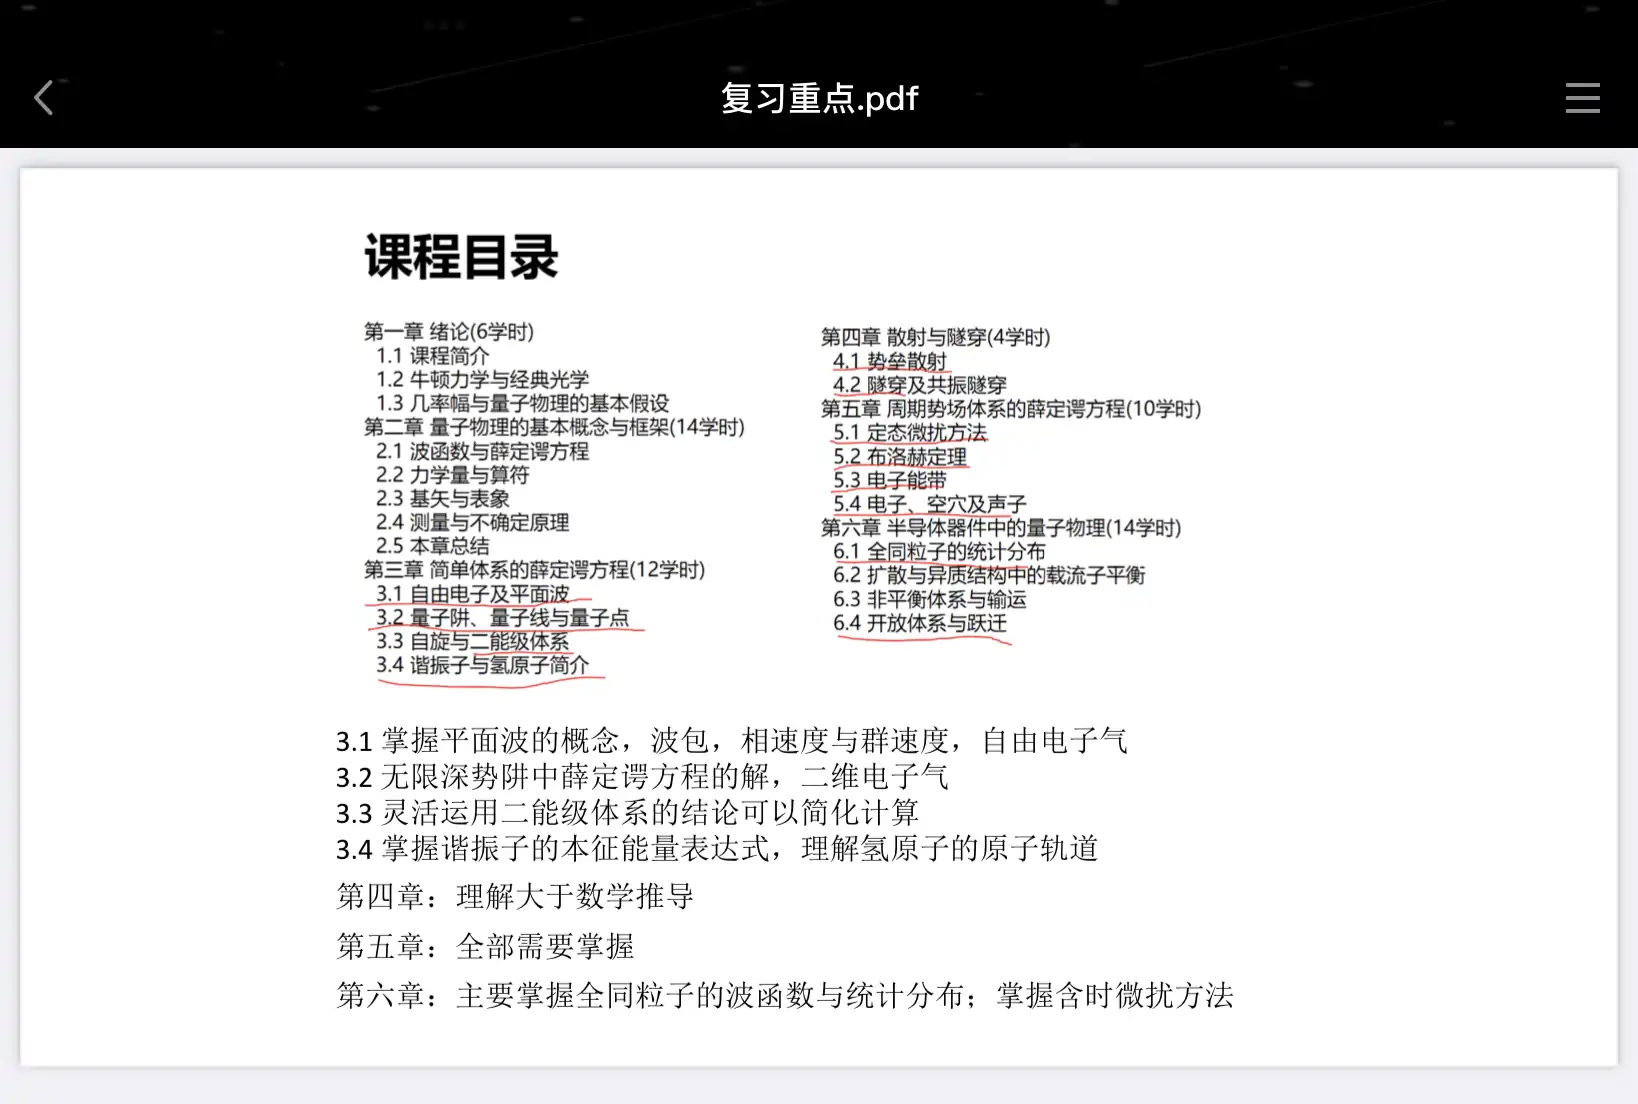 复习重点.pdf
课程目录
第一章 绪论(6学时)
1.1 课程简介
1.2 牛顿力学与经典光学
1.3 几率幅与量子物理的基本假设
第二章 量子物理的基本概念与框架(14学时)
2.1 波函数与薛定谔方程
2.2 力学量与算符
2.3 基矢与表象
2.4 测量与不确定原理
2.5 本章总结
第三章 简单体系的薛定谔方程(12学时)
3.1 自由电子及平面波
3.2 量子阱、量子线与量子点
3.3 自旋与二能级体系
3.4 谐振子与氢原子简介
第四章 散射与隧穿(4学时)
4.1 势垒散射
4.2 隧穿及共振隧穿
第五章 周期势场体系的薛定谔方程(10学时)
5.1 定态微扰方法
5.2 布洛赫定理
5.3 电子能带
5.4 电子、空穴及声子
第六章 半导体器件中的量子物理(14学时)
6.1 全同粒子的统计分布
6.2 扩散与异质结构中的载流子平衡
6.3 非平衡体系与输运
6.4 开放体系与跃迁
3.1 掌握平面波的概念，波包，相速度与群速度，自由电子气
3.2 无限深势阱中薛定谔方程的解，二维电子气
3.3 灵活运用二能级体系的结论可以简化计算
3.4 掌握谐振子的本征能量表达式，理解氢原子的原子轨道
第四章：理解大于数学推导
第五章：全部需要掌握
第六章：主要掌握全同粒子的波函数与统计分布；掌握含时微扰方法